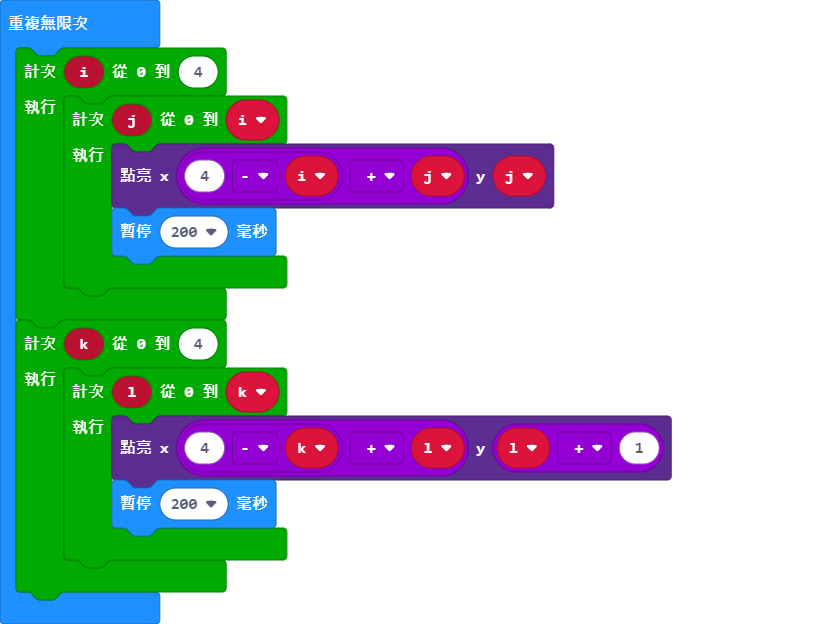 重複無限次
計次 i 從 0 到 4
執行
計次 j 從 0 到 i
執行
點亮 x 4 - i + j y j
暫停 200 毫秒
計次 k 從 0 到 4
執行
計次 l 從 0 到 k
執行
點亮 x 4 - k + l y l + 1
暫停 200 毫秒